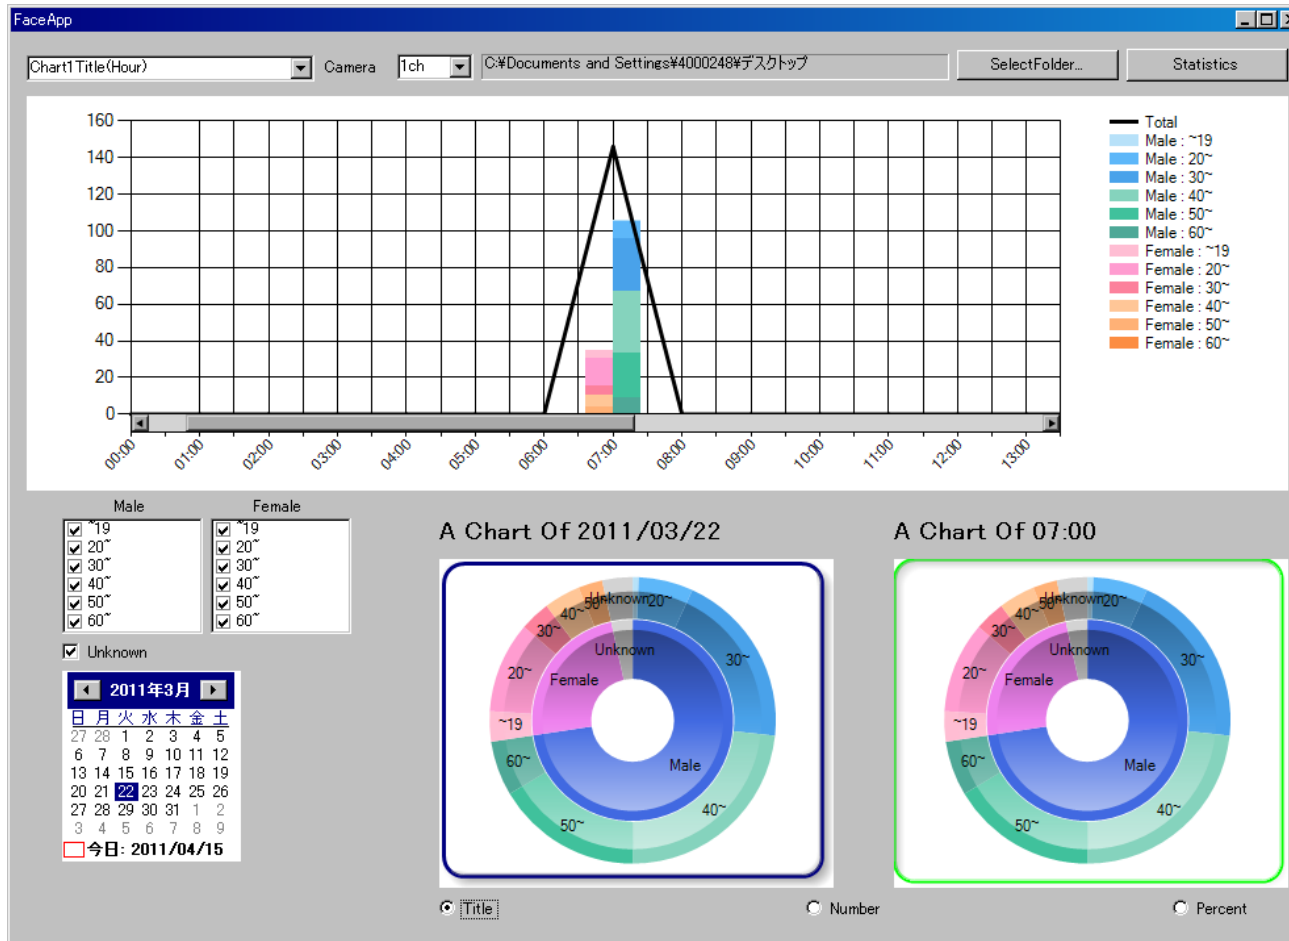 FaceApp
Chart1 Title(Hour) Camera 1ch C:¥Documents and Settings¥4000248¥デスクトップ SelectFolder... Statistics
160
140
120
100
80
60
40
20
0
00:00 01:00 02:00 03:00 04:00 05:00 06:00 07:00 08:00 09:00 10:00 11:00 12:00 13:00
Total
Male : ~19
Male : 20~
Male : 30~
Male : 40~
Male : 50~
Male : 60~
Female : ~19
Female : 20~
Female : 30~
Female : 40~
Female : 50~
Female : 60~
Male Female
~19 ~19
20~ 20~
30~ 30~
40~ 40~
50~ 50~
60~ 60~
Unknown
2011年3月
日 月 火 水 木 金 土
27 28 1 2 3 4 5
6 7 8 9 10 11 12
13 14 15 16 17 18 19
20 21 22 23 24 25 26
27 28 29 30 31 1 2
3 4 5 6 7 8 9
今日: 2011/04/15
A Chart Of 2011/03/22
Unknown
20~
30~
40~
50~
60~
~19
20~
30~
40~
50~
Unknown
Female
Male
A Chart Of 07:00
Unknown
20~
30~
40~
50~
60~
~19
20~
30~
40~
50~
Unknown
Female
Male
Title Number Percent